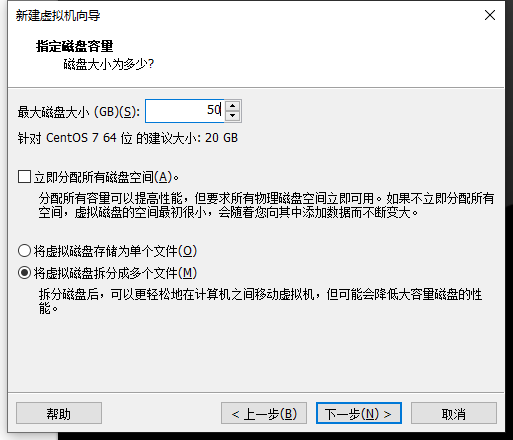 新建虚拟机向导
指定磁盘容量
磁盘大小为多少?
最大磁盘大小 (GB)(S): 50
针对 CentOS 7 64 位 的建议大小: 20 GB
立即分配所有磁盘空间(A)。
分配所有容量可以提高性能，但要求所有物理磁盘空间立即可用。如果不立即分配所有
空间，虚拟磁盘的空间最初很小，会随着您向其中添加数据而不断变大。
将虚拟磁盘存储为单个文件(O)
将虚拟磁盘拆分成多个文件(M)
拆分磁盘后，可以更轻松地在计算机之间移动虚拟机，但可能会降低大容量磁盘的性
能。
帮助 < 上一步(B) 下一步(N) > 取消